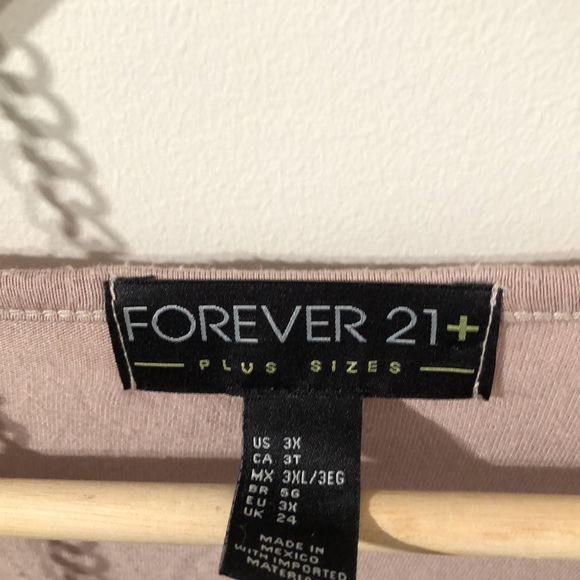 FOREVER 21+
PLUS SIZES
US 3X
CA 3T
MX 3XL/3EG
BR 5G
EU 3X
UK 24
MADE IN
MEXICO
WITH IMPORTED